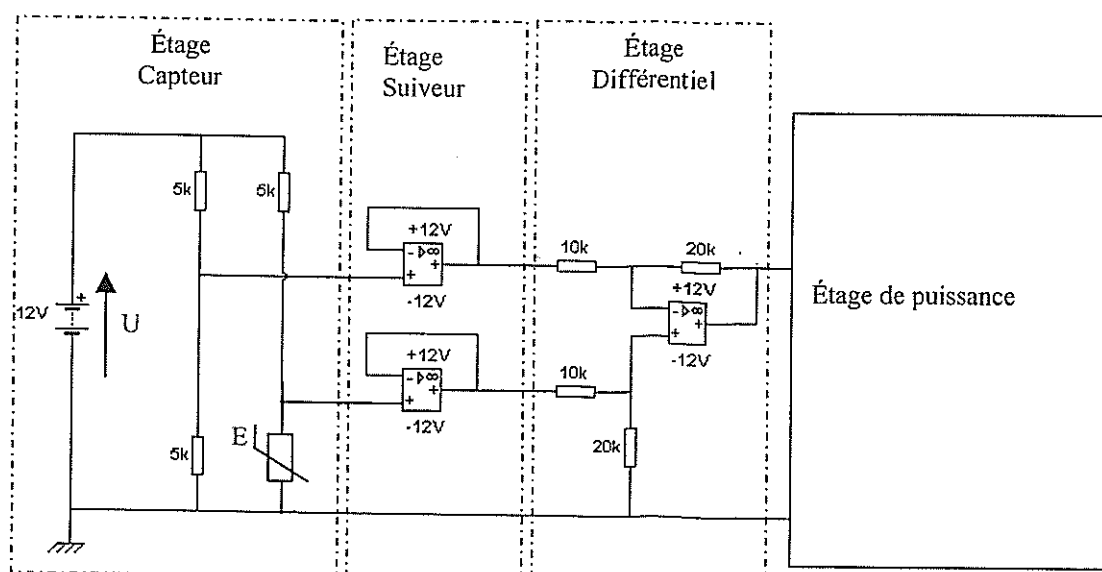 Étage
Capteur
Étage
Suiveur
Étage
Différentiel
5k
5k
+12V
- ▷∞
+
+
-12V
10k
20k
+12V
- ▷∞
+
+
-12V
Étage de puissance
+
12V
U
+12V
- ▷∞
+
+
-12V
10k
5k
E
20k